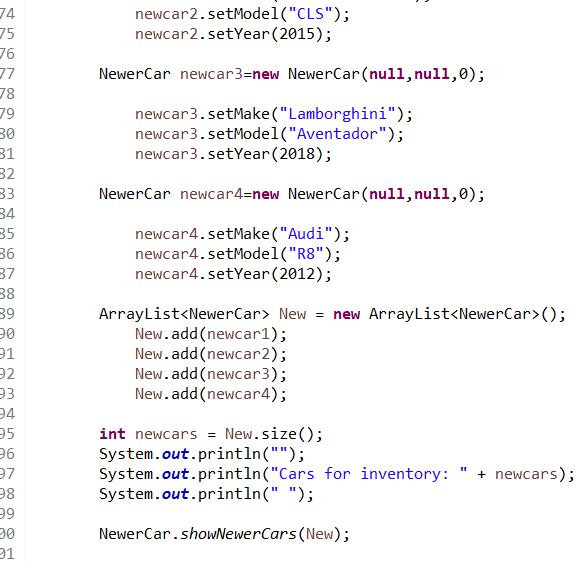 74 newcar2.setModel("CLS");
75 newcar2.setYear(2015);
76
77 NewerCar newcar3=new NewerCar(null,null,0);
78
79 newcar3.setMake("Lamborghini");
80 newcar3.setModel("Aventador");
81 newcar3.setYear(2018);
82
83 NewerCar newcar4=new NewerCar(null,null,0);
84
85 newcar4.setMake("Audi");
86 newcar4.setModel("R8");
87 newcar4.setYear(2012);
88
89 ArrayList<NewerCar> New = new ArrayList<NewerCar>();
90 New.add(newcar1);
91 New.add(newcar2);
92 New.add(newcar3);
93 New.add(newcar4);
94
95 int newcars = New.size();
96 System.out.println("");
97 System.out.println("Cars for inventory: " + newcars);
98 System.out.println(" ");
99
00 NewerCar.showNewerCars(New);
01